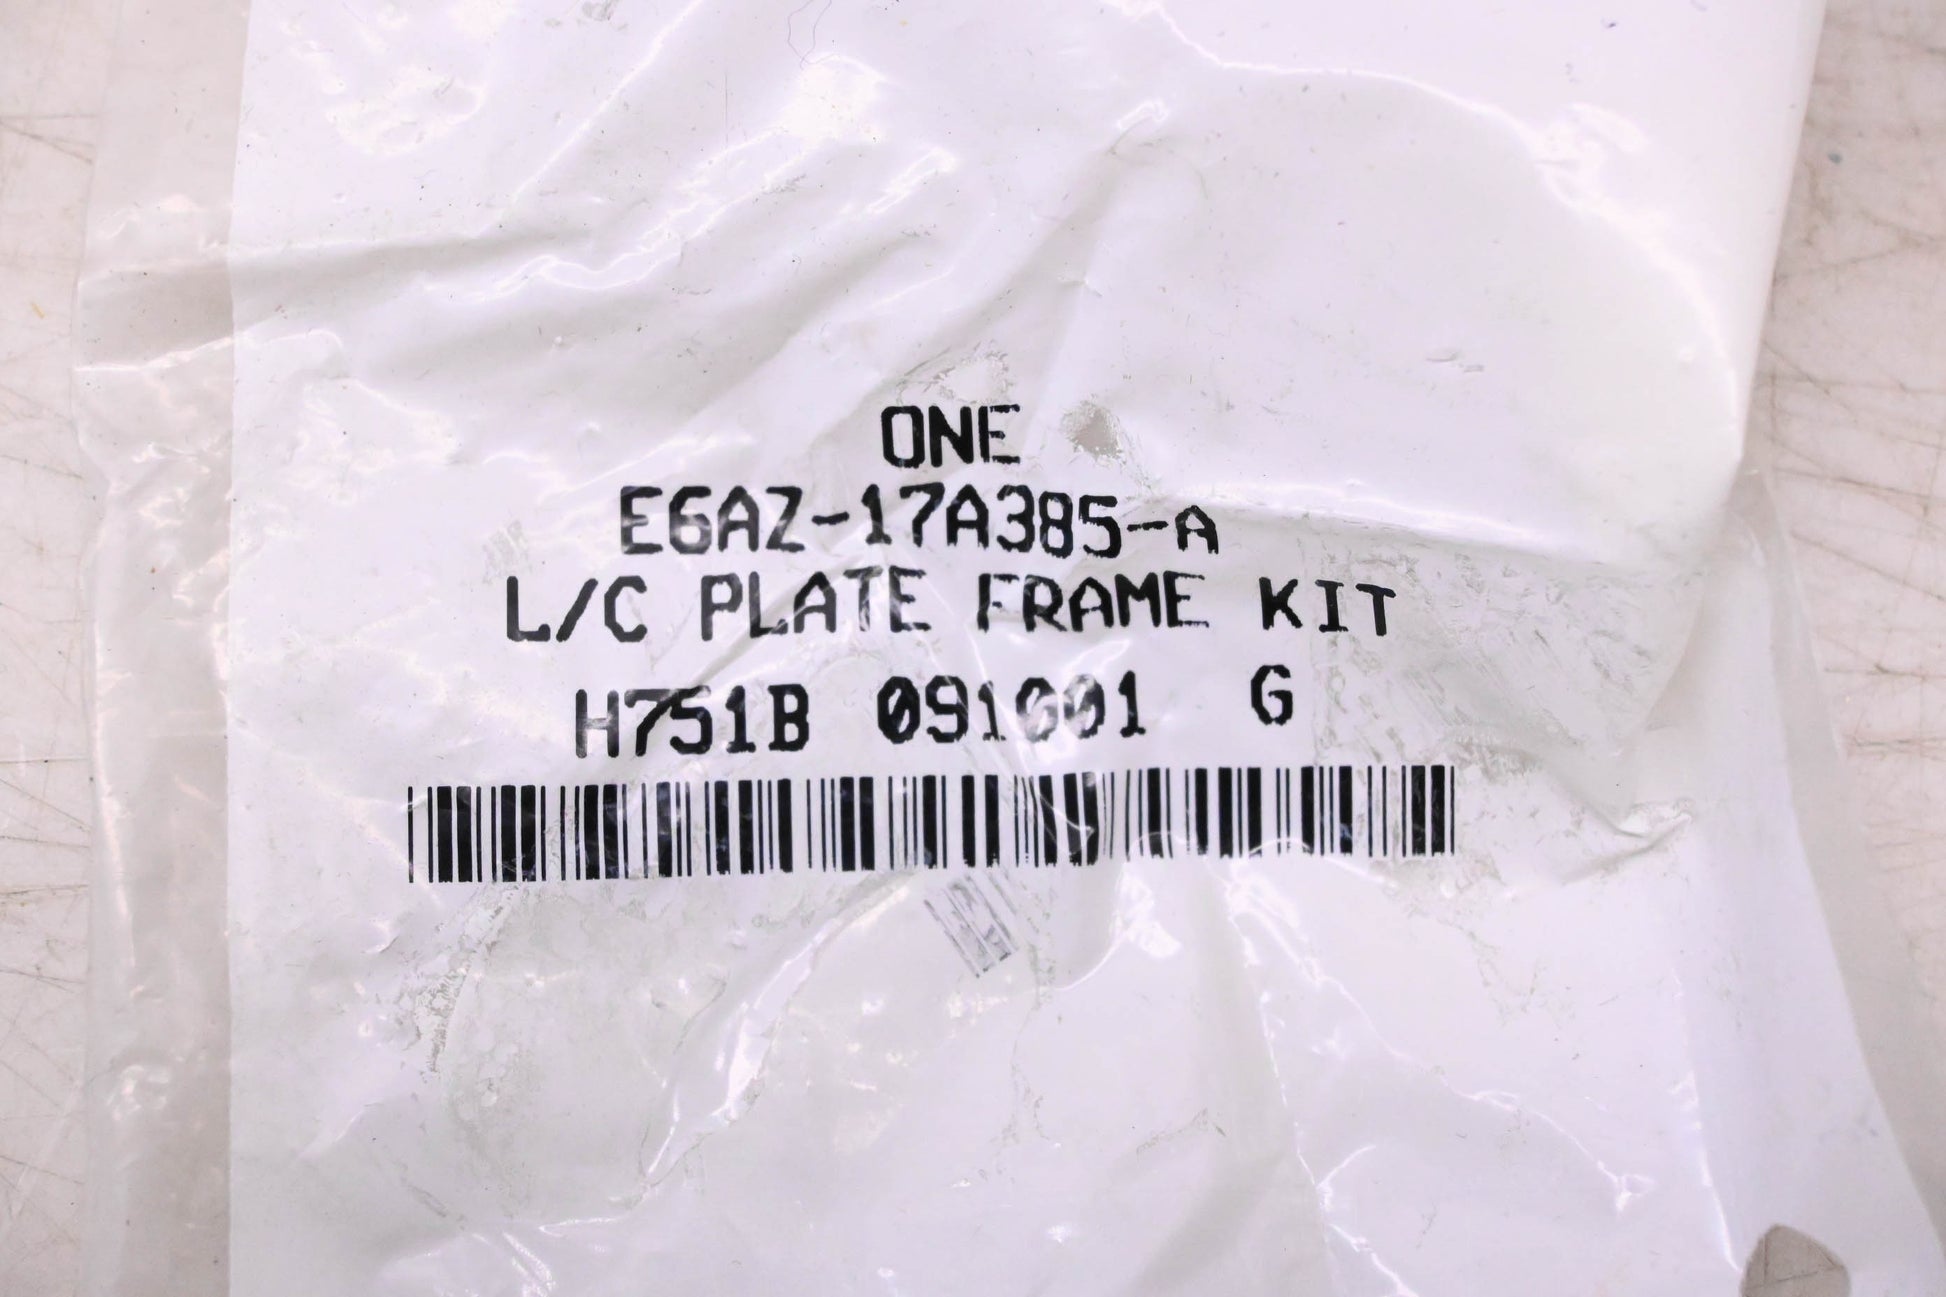 ONE
E6AZ-17A385-A
L/C PLATE FRAME KIT
H751B 091001 G